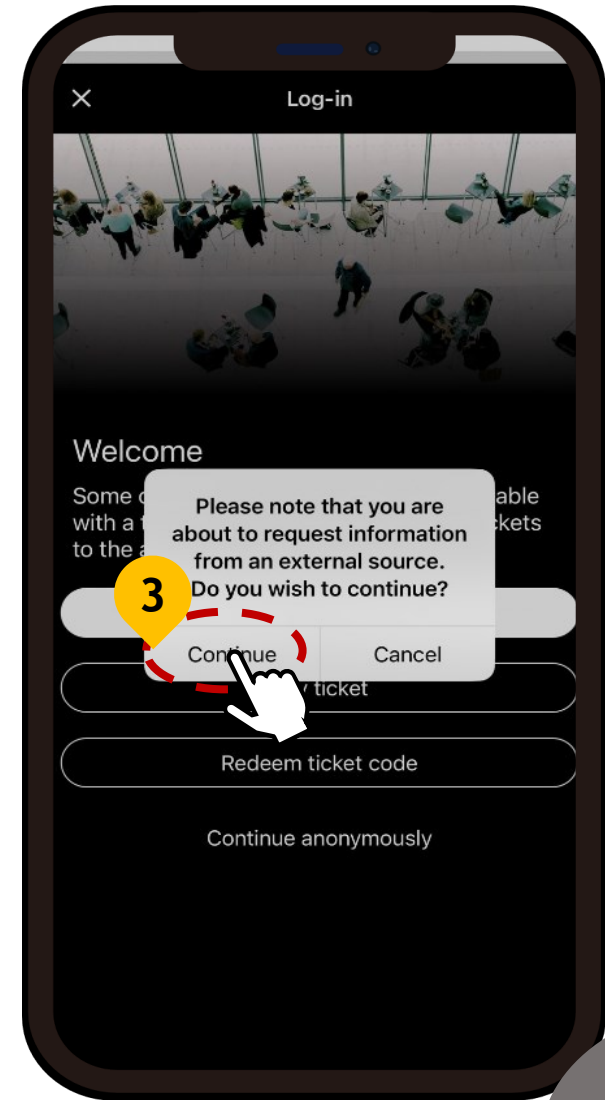 Log-in
Welcome
Some
able
with a
ckets
to the
Please note that you are
about to request information
from an external source.
Do you wish to continue?
3
Continue
Cancel
ticket
Redeem ticket code
Continue anonymously